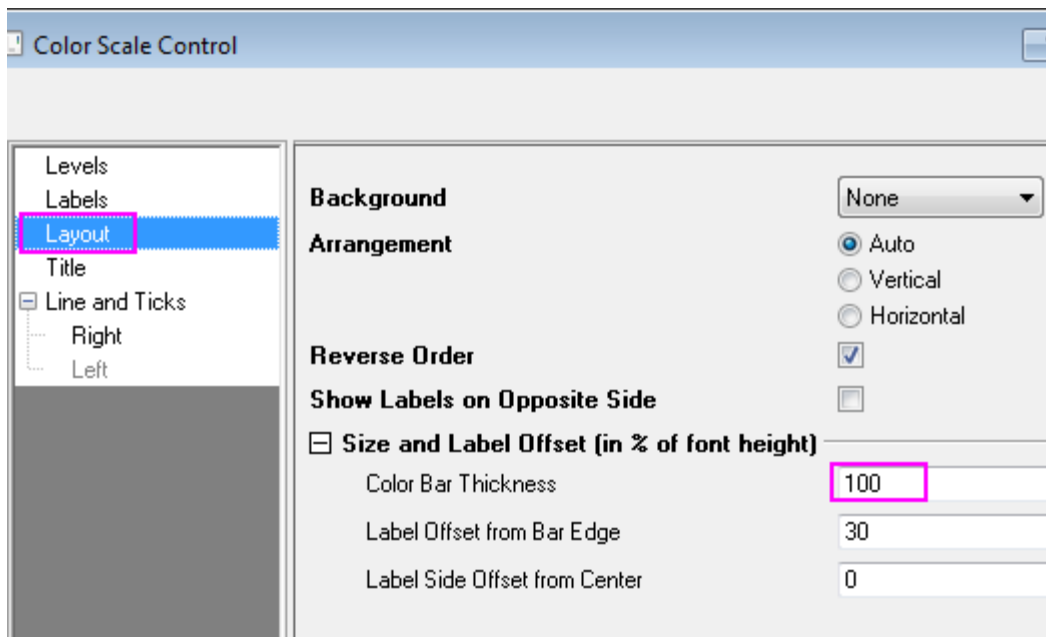 Color Scale Control
Levels
Labels
Layout
Title
Line and Ticks
Right
Left
Background
None
Arrangement
Auto
Vertical
Horizontal
Reverse Order
Show Labels on Opposite Side
Size and Label Offset (in % of font height)
Color Bar Thickness
100
Label Offset from Bar Edge
30
Label Side Offset from Center
0